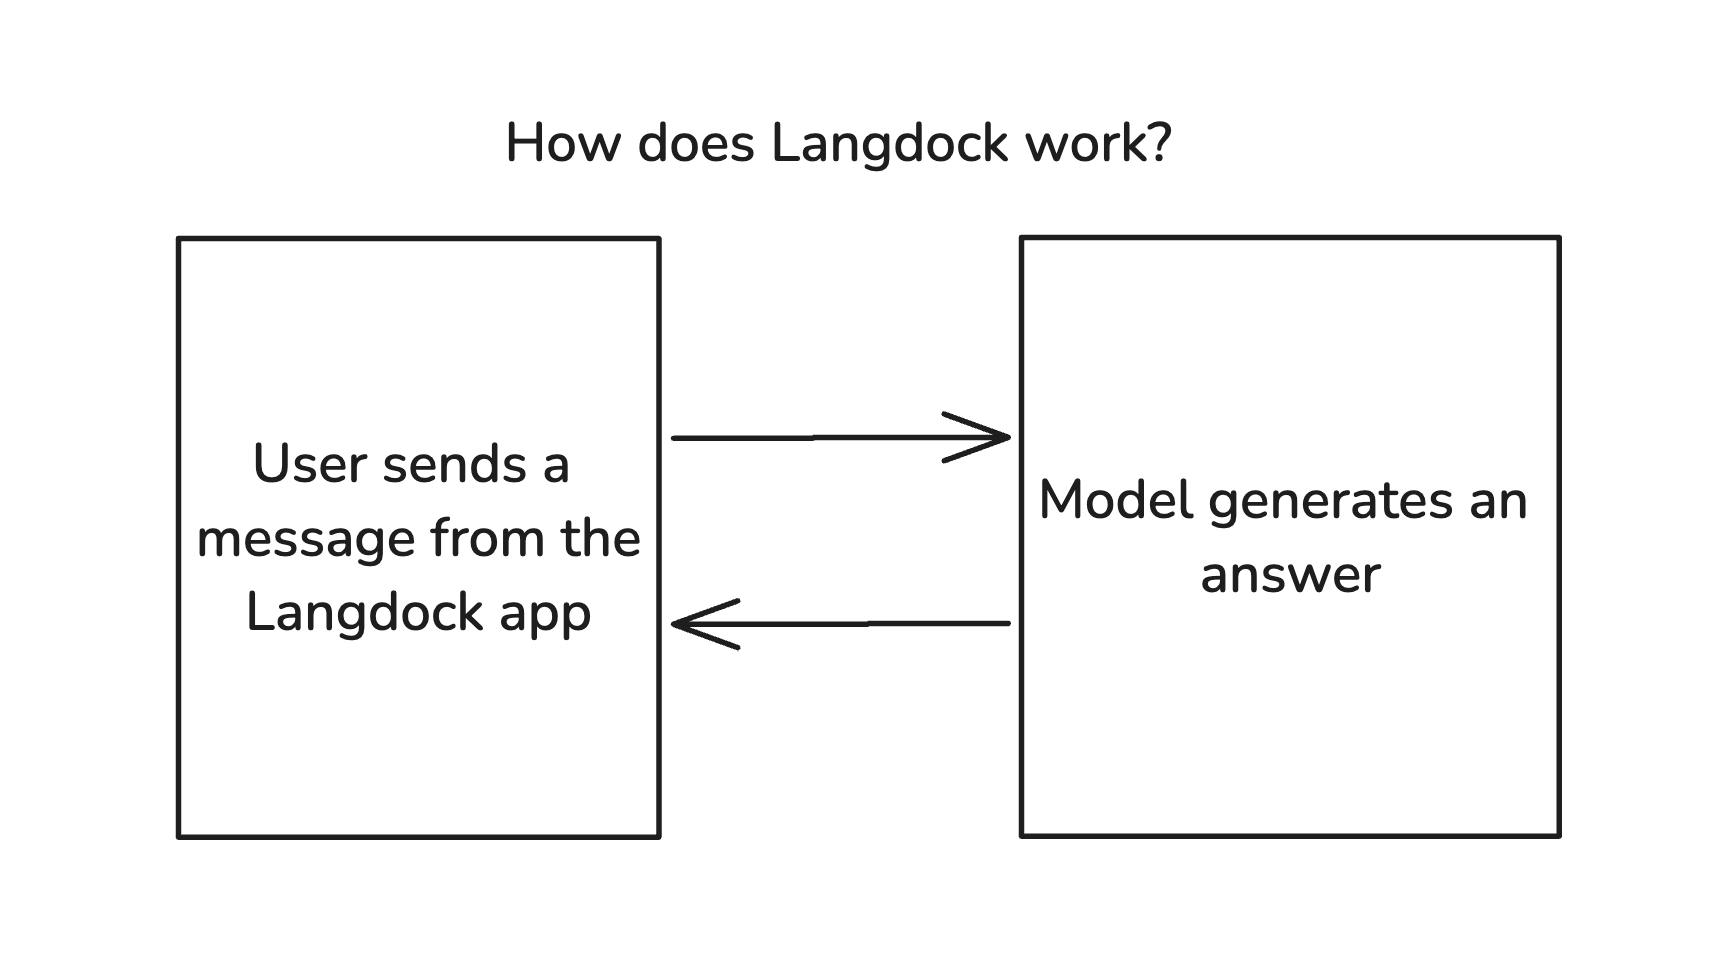 How does Langdock work?
User sends a
message from the
Langdock app
Model generates an
answer